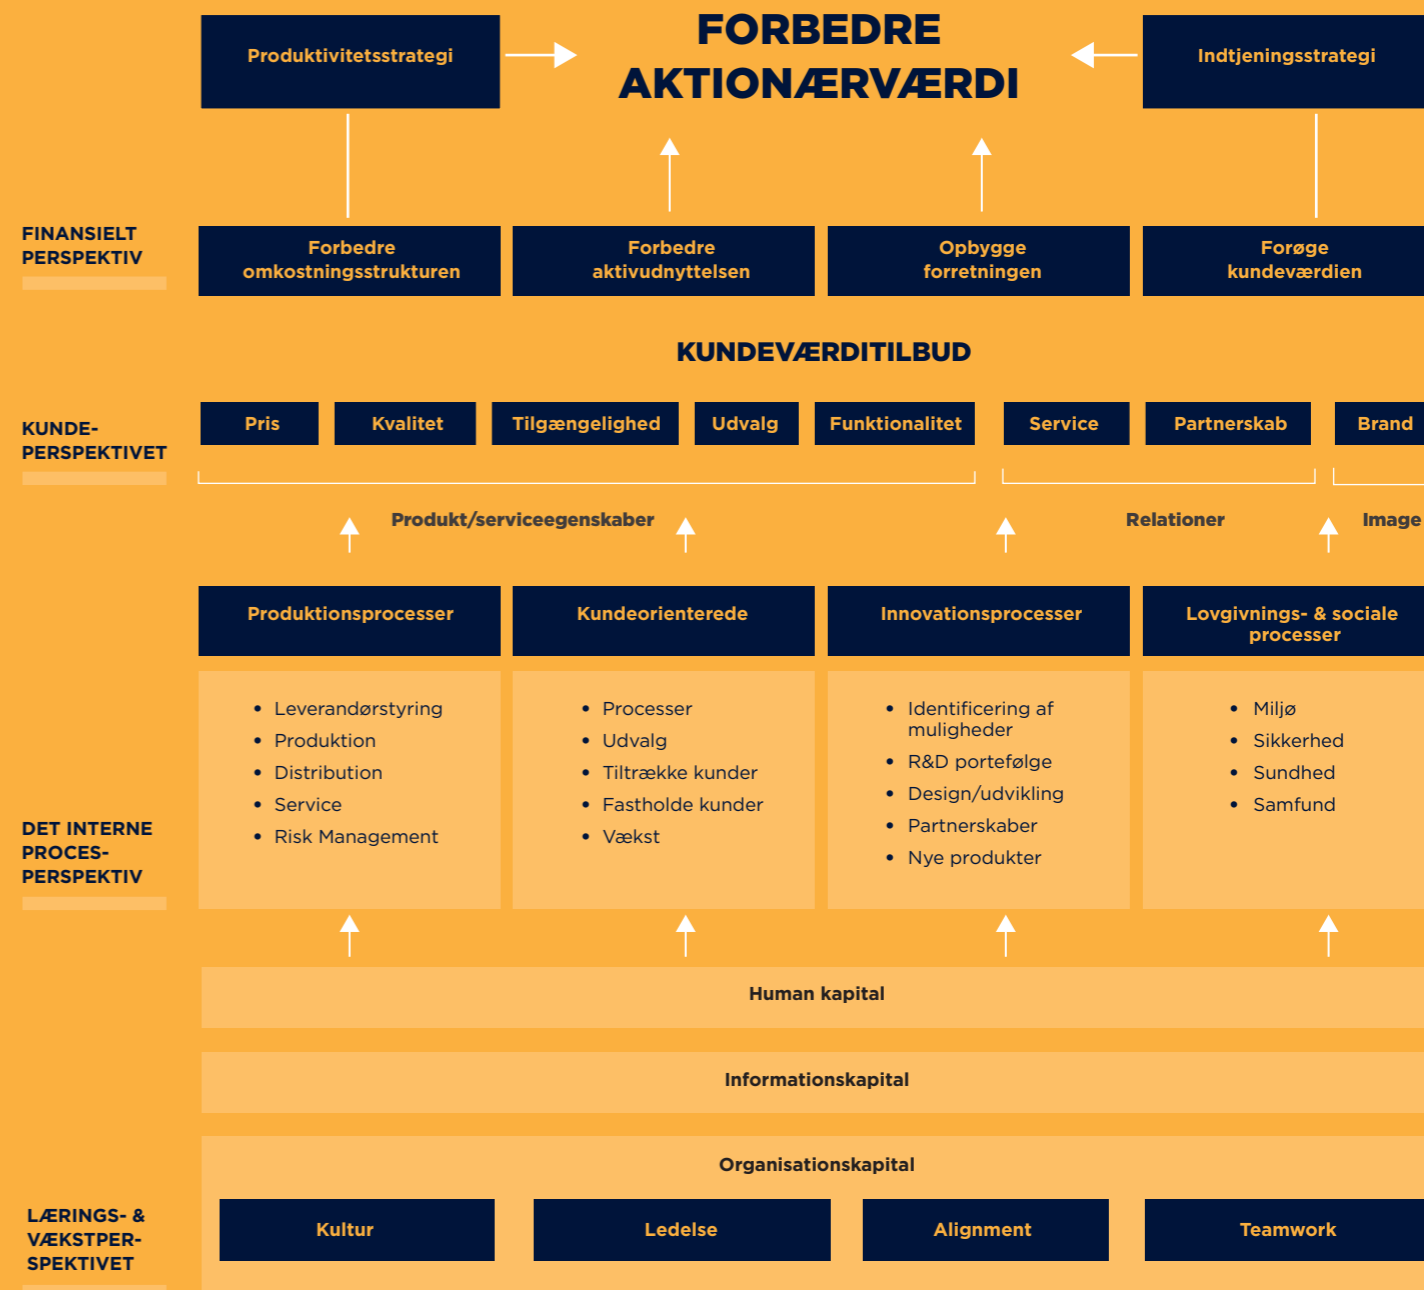 FORBEDRE
AKTIONÆRVÆRDI
Produktivitetsstrategi
Indtjeningsstrategi
FINANSIELT
PERSPEKTIV
Forbedre
omkostningsstrukturen
Forbedre
aktivudnyttelsen
Opbygge
forretningen
Forøge
kundeværdien
KUNDEVÆRDITILBUD
KUNDE-
PERSPEKTIVET
Pris
Kvalitet
Tilgængelighed
Udvalg
Funktionalitet
Service
Partnerskab
Brand
Produkt/serviceegenskaber
Relationer
Image
DET INTERNE
PROCES-
PERSPEKTIV
Produktionsprocesser
• Leverandørstyring
• Produktion
• Distribution
• Service
• Risk Management
Kundeorienterede
• Processer
• Udvalg
• Tiltrække kunder
• Fastholde kunder
• Vækst
Innovationsprocesser
• Identificering af
muligheder
• R&D portefølge
• Design/udvikling
• Partnerskaber
• Nye produkter
Lovgivnings- & sociale
processer
• Miljø
• Sikkerhed
• Sundhed
• Samfund
Human kapital
Informationskapital
Organisationskapital
LÆRINGS- &
VÆKSTPER-
SPEKTIVET
Kultur
Ledelse
Alignment
Teamwork